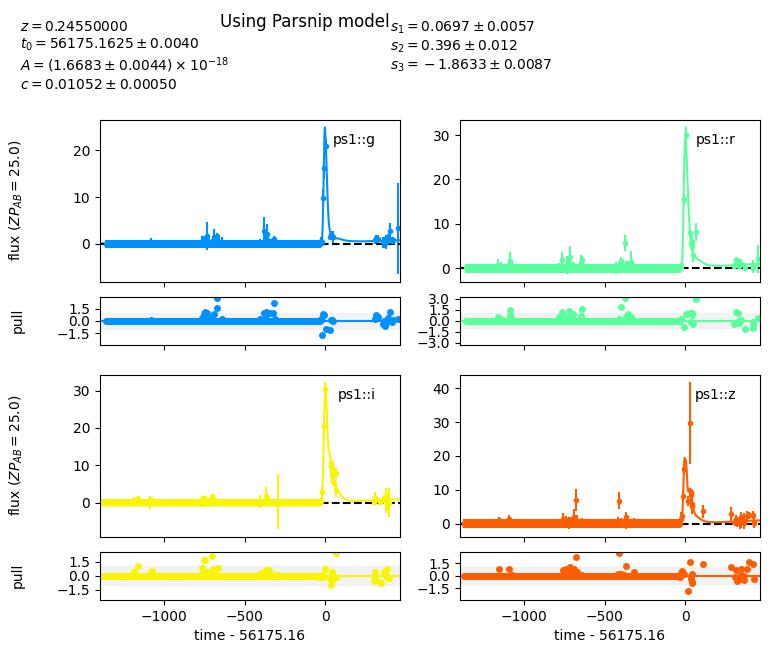 Using Parsnip model
z = 0.24550000
t₀ = 56175.1625 ± 0.0040
A = (1.6683 ± 0.0044) × 10⁻¹⁸
c = 0.01052 ± 0.00050
s₁ = 0.0697 ± 0.0057
s₂ = 0.396 ± 0.012
s₃ = −1.8633 ± 0.0087
flux (ZP_AB = 25.0)
20
10
0
ps1::g
30
20
10
0
ps1::r
pull
1.5
0.0
−1.5
3.0
1.5
0.0
−1.5
−3.0
flux (ZP_AB = 25.0)
30
20
10
0
ps1::i
40
30
20
10
0
ps1::z
pull
1.5
0.0
−1.5
1.5
0.0
−1.5
−1000 −500 0
−1000 −500 0
time - 56175.16
time - 56175.16